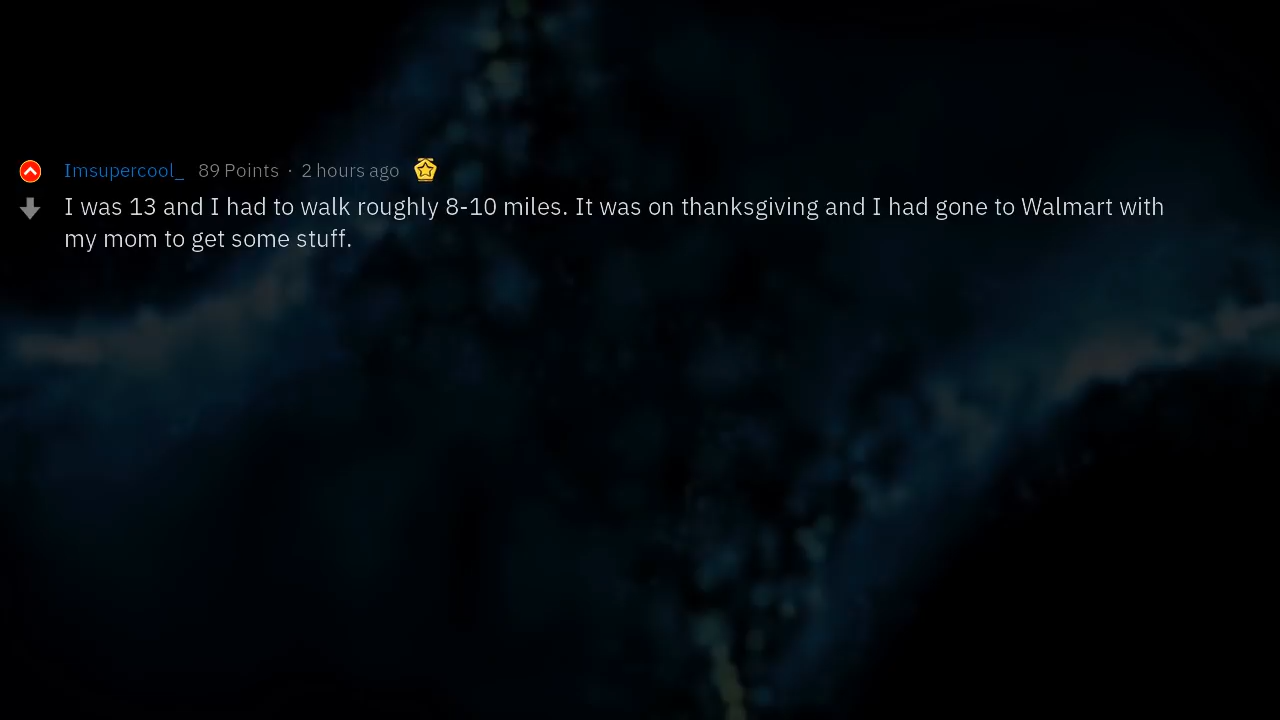 Imsupercool_ 89 Points · 2 hours ago
I was 13 and I had to walk roughly 8-10 miles. It was on thanksgiving and I had gone to Walmart with
my mom to get some stuff.